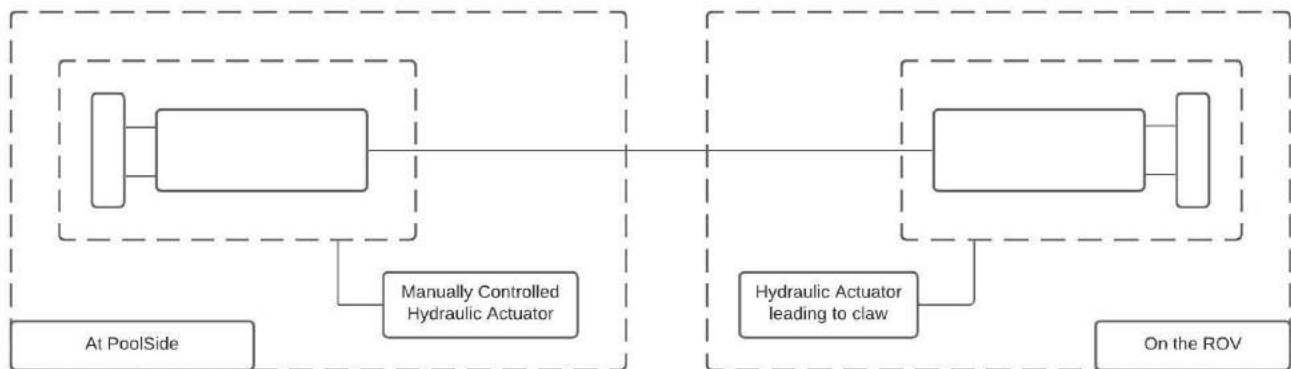 Manually Controlled
Hydraulic Actuator
At PoolSide
Hydraulic Actuator
leading to claw
On the ROV